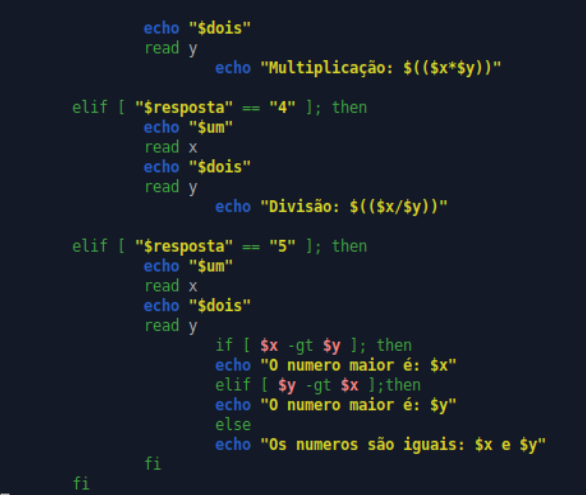 echo "$dois"
read y
echo "Multiplicação: $(($x*$y))"
elif [ "$resposta" == "4" ]; then
echo "$um"
read x
echo "$dois"
read y
echo "Divisão: $(($x/$y))"
elif [ "$resposta" == "5" ]; then
echo "$um"
read x
echo "$dois"
read y
if [ $x -gt $y ]; then
echo "O numero maior é: $x"
elif [ $y -gt $x ];then
echo "O numero maior é: $y"
else
echo "Os numeros são iguais: $x e $y"
fi
fi